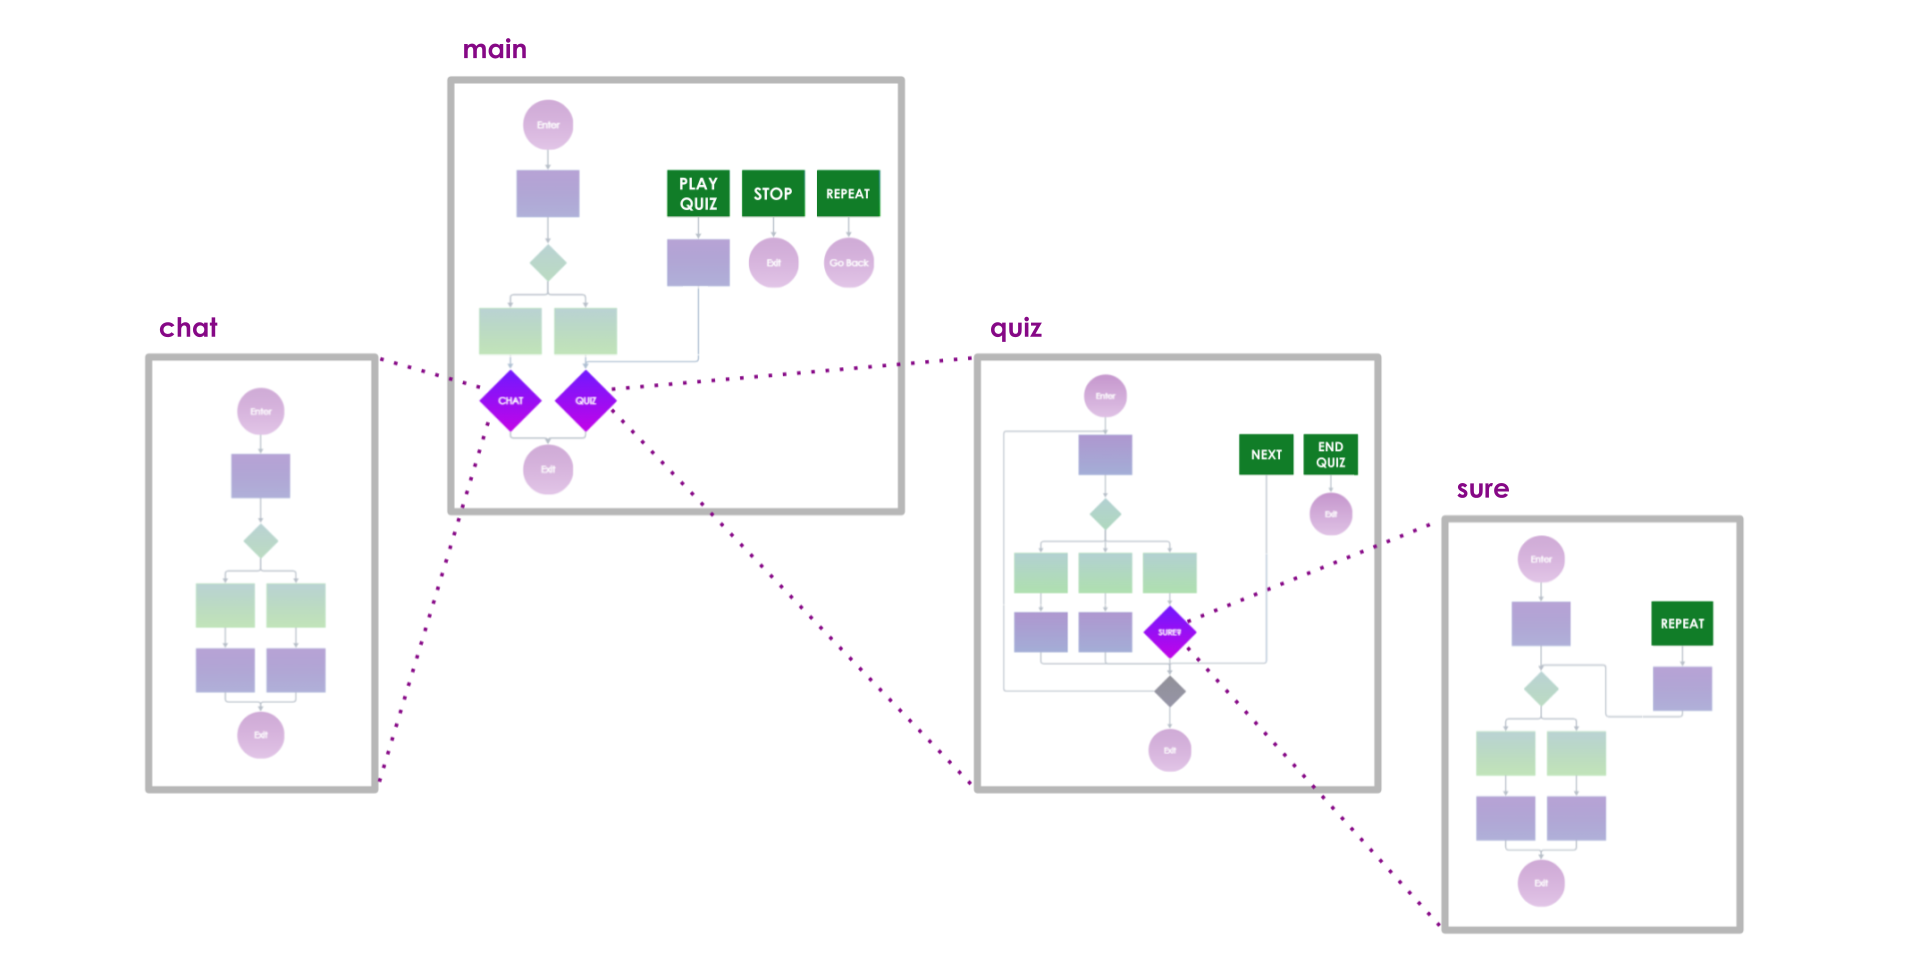 main
Enter
PLAY
QUIZ
STOP
REPEAT
Exit
Go Back
CHAT
QUIZ
Exit
chat
Enter
Exit
quiz
Enter
NEXT
END
QUIZ
Exit
SURE?
Exit
sure
Enter
REPEAT
Exit